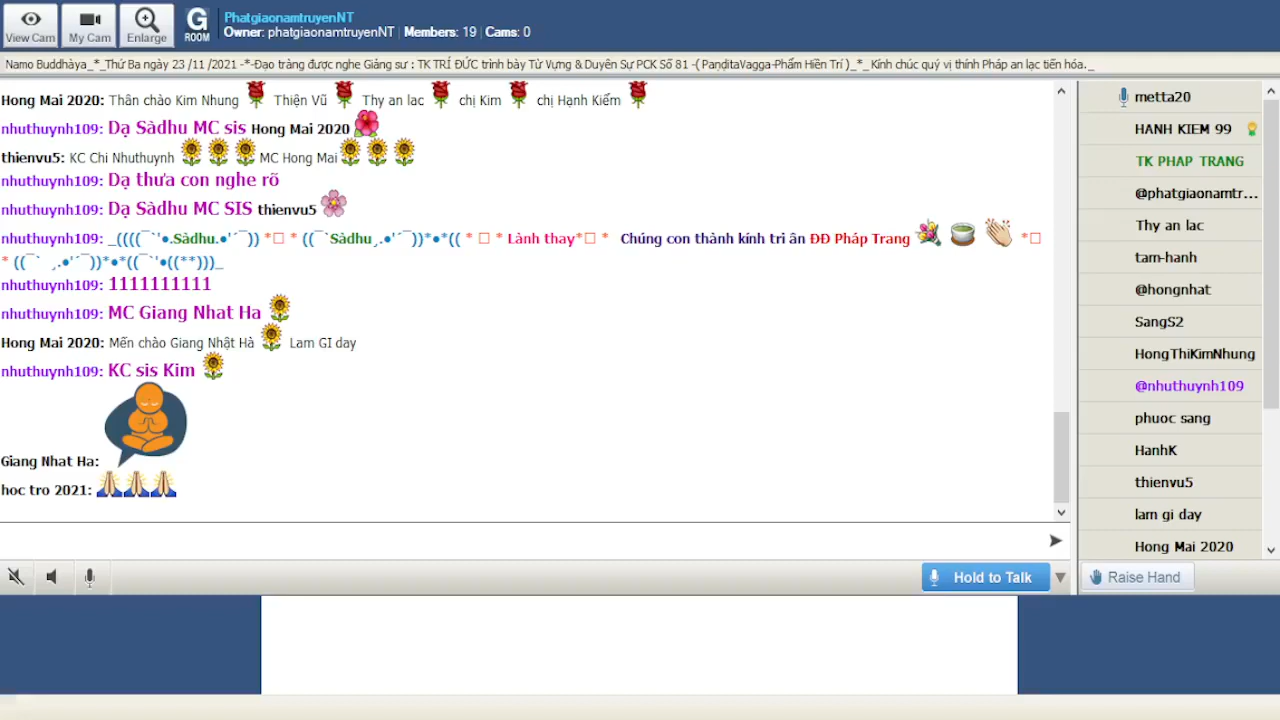 View Cam
My Cam
Enlarge
G
ROOM
PhatgiaonamtruyenNT
Owner: phatgiaonamtruyenNT | Members: 19 | Cams: 0
Namo Buddhàya_*_Thứ Ba ngày 23 /11 /2021 -*-Đạo tràng được nghe Giảng sư : TK TRÍ ĐỨC trình bày Từ Vựng & Duyên Sự PCK Số 81 -( PaṇḍitaVagga-Phẩm Hiền Trí )_*_ Kính chúc quý vị thính Pháp an lạc tiến hóa._
Hong Mai 2020: Thân chào Kim Nhung Thiện Vũ Thy an lac chị Kim chị Hạnh Kiểm
nhuthuynh109: Dạ Sàdhu MC sis Hong Mai 2020
thienvu5: KC Chi Nhuthuynh MC Hong Mai
nhuthuynh109: Dạ thưa con nghe rõ
nhuthuynh109: Dạ Sàdhu MC SIS thienvu5
nhuthuynh109: _((((¯`'•.Sàdhu.•'´¯)) *□ * ((¯`Sàdhu¸.•'´¯))*•*(( * □ * Lành thay*□ * Chúng con thành kính tri ân ĐĐ Pháp Trang *□
* ((¯` ¸.•'´¯))*•*((¯`'•((**)))_
nhuthuynh109: 1111111111
nhuthuynh109: MC Giang Nhat Ha
Hong Mai 2020: Mến chào Giang Nhật Hà Lam GI day
nhuthuynh109: KC sis Kim
Giang Nhat Ha:
hoc tro 2021:
Hold to Talk
metta20
HANH KIEM 99
TK PHAP TRANG
@phatgiaonamtr...
Thy an lac
tam-hanh
@hongnhat
SangS2
HongThiKimNhung
@nhuthuynh109
phuoc sang
HanhK
thienvu5
lam gi day
Hong Mai 2020
Raise Hand